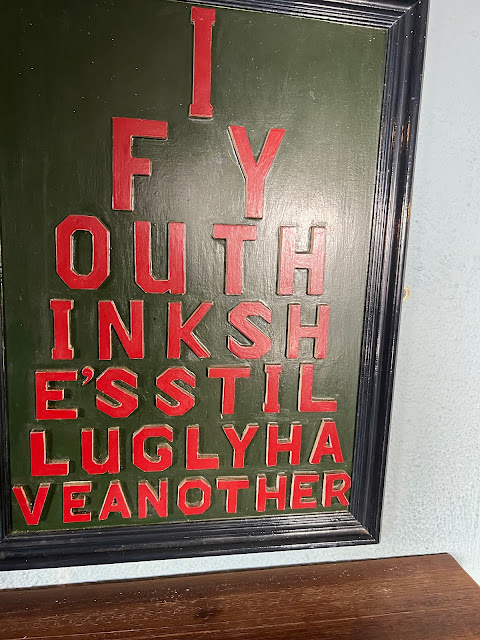 I
FY
OUTH
INKSH
E'SSTIL
LUGLYHA
VEANOTHER